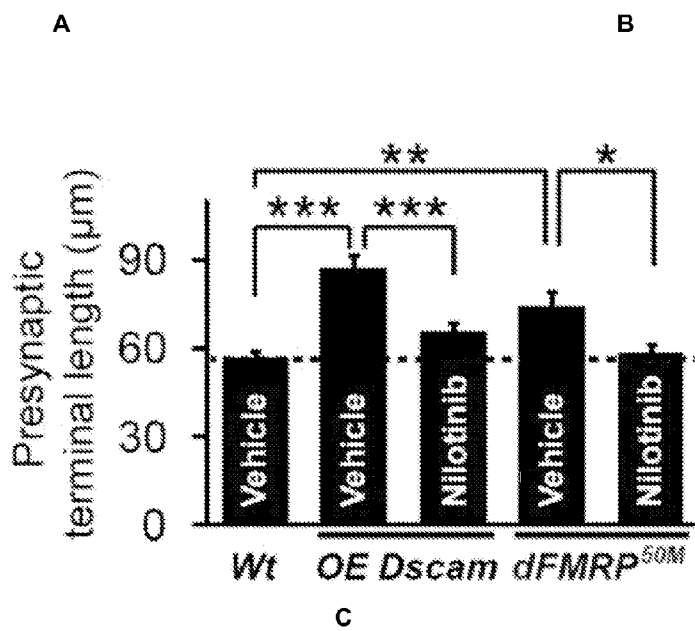 A B
** *
*** ***
Presynaptic
terminal length (µm)
90
60
30
0
Vehicle Vehicle Nilotinib Vehicle Nilotinib
Wt OE Dscam dFMRP50M
C